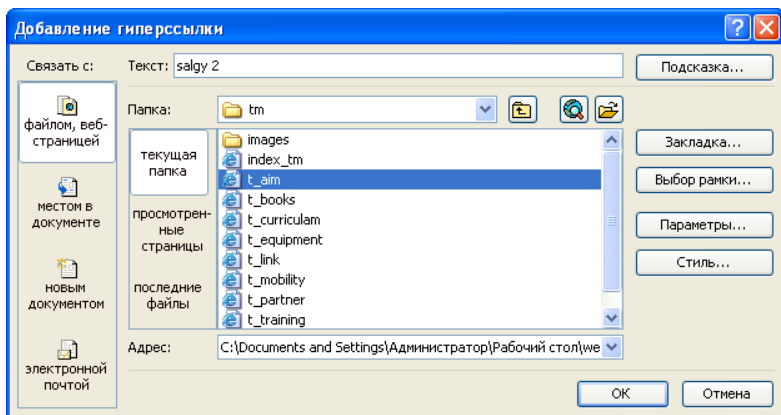 Добавление гиперссылки
Связать с:
Текст: salgy 2
Подсказка...
файлом, веб-
страницей
Папка: tm
текущая
папка
images
index_tm
t_aim
t_books
t_curriculam
t_equipment
t_link
t_mobility
t_partner
t_training
Закладка...
Выбор рамки...
Параметры...
Стиль...
местом в
документе
просмотрен-
ные
страницы
новым
документом
последние
файлы
электронной
почтой
Адрес: C:\Documents and Settings\Администратор\Рабочий стол\we
OK
Отмена